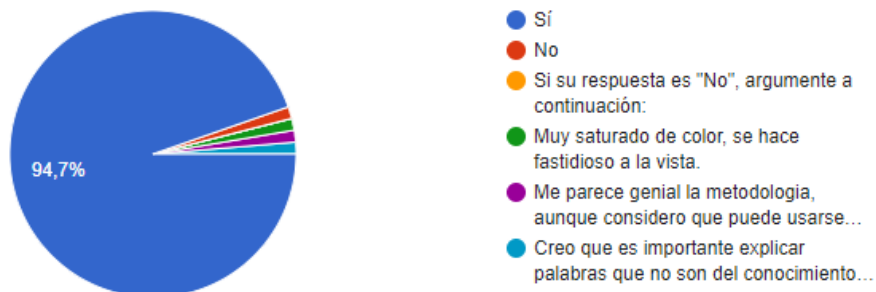 94,7%
Sí
No
Si su respuesta es "No", argumente a
continuación:
Muy saturado de color, se hace
fastidioso a la vista.
Me parece genial la metodologia,
aunque considero que puede usarse…
Creo que es importante explicar
palabras que no son del conocimiento…